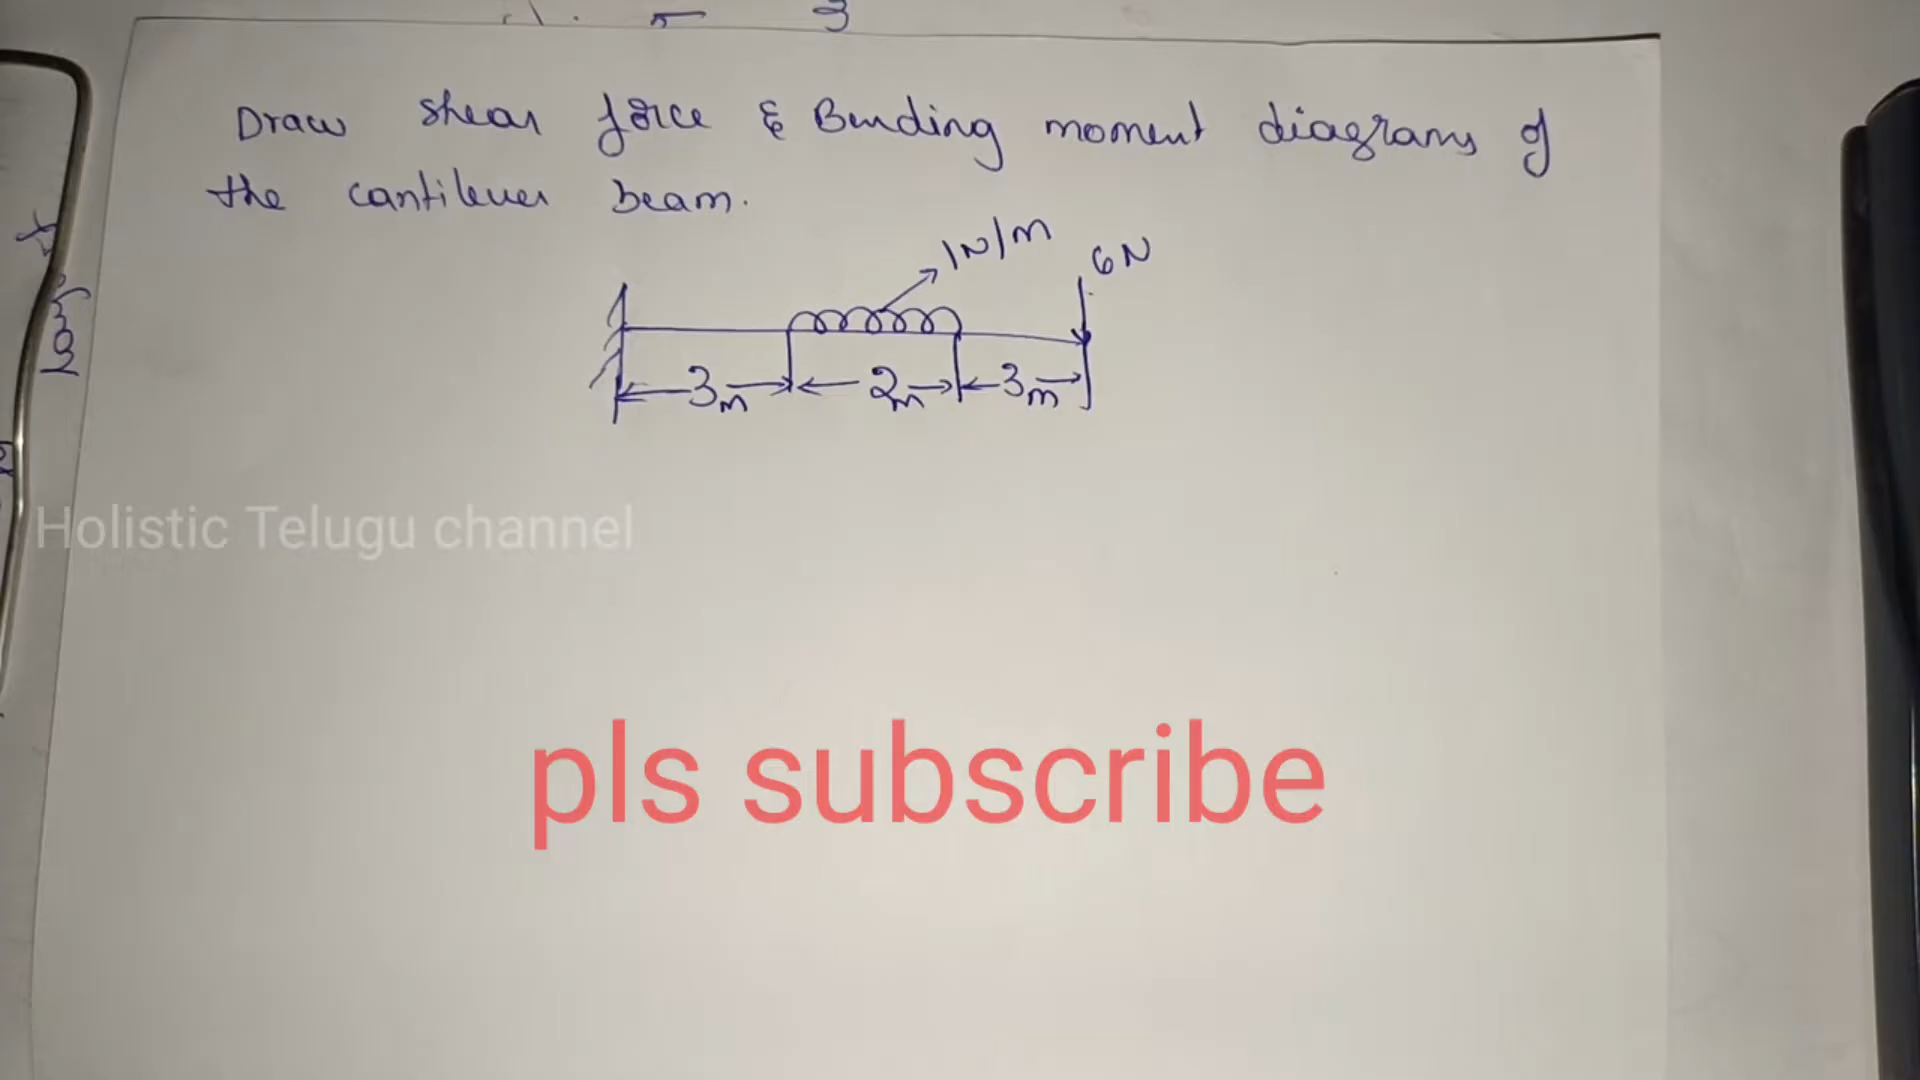 Draw shear force & Bending moment diagrams of
the cantilever beam.
1N/m
6N
3m
2m
3m
Holistic Telugu channel
pls subscribe